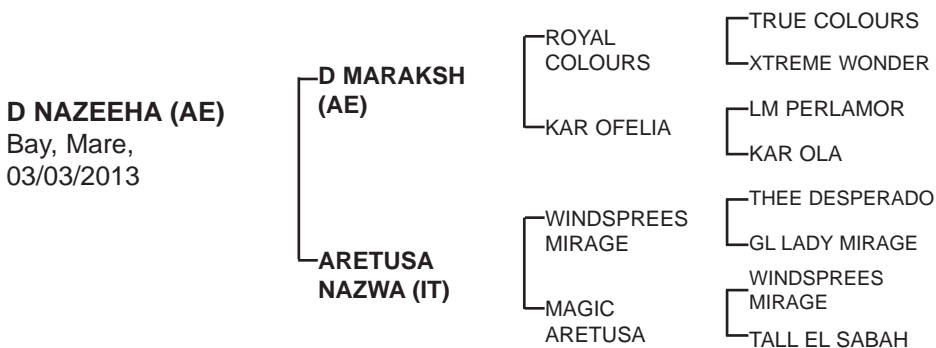 D NAZEEHA (AE)
Bay, Mare,
03/03/2013
D MARAKSH
(AE)
ARETUSA
NAZWA (IT)
ROYAL
COLOURS
KAR OFELIA
WINDSPREES
MIRAGE
MAGIC
ARETUSA
TRUE COLOURS
XTREME WONDER
LM PERLAMOR
KAR OLA
THEE DESPERADO
GL LADY MIRAGE
WINDSPREES
MIRAGE
TALL EL SABAH